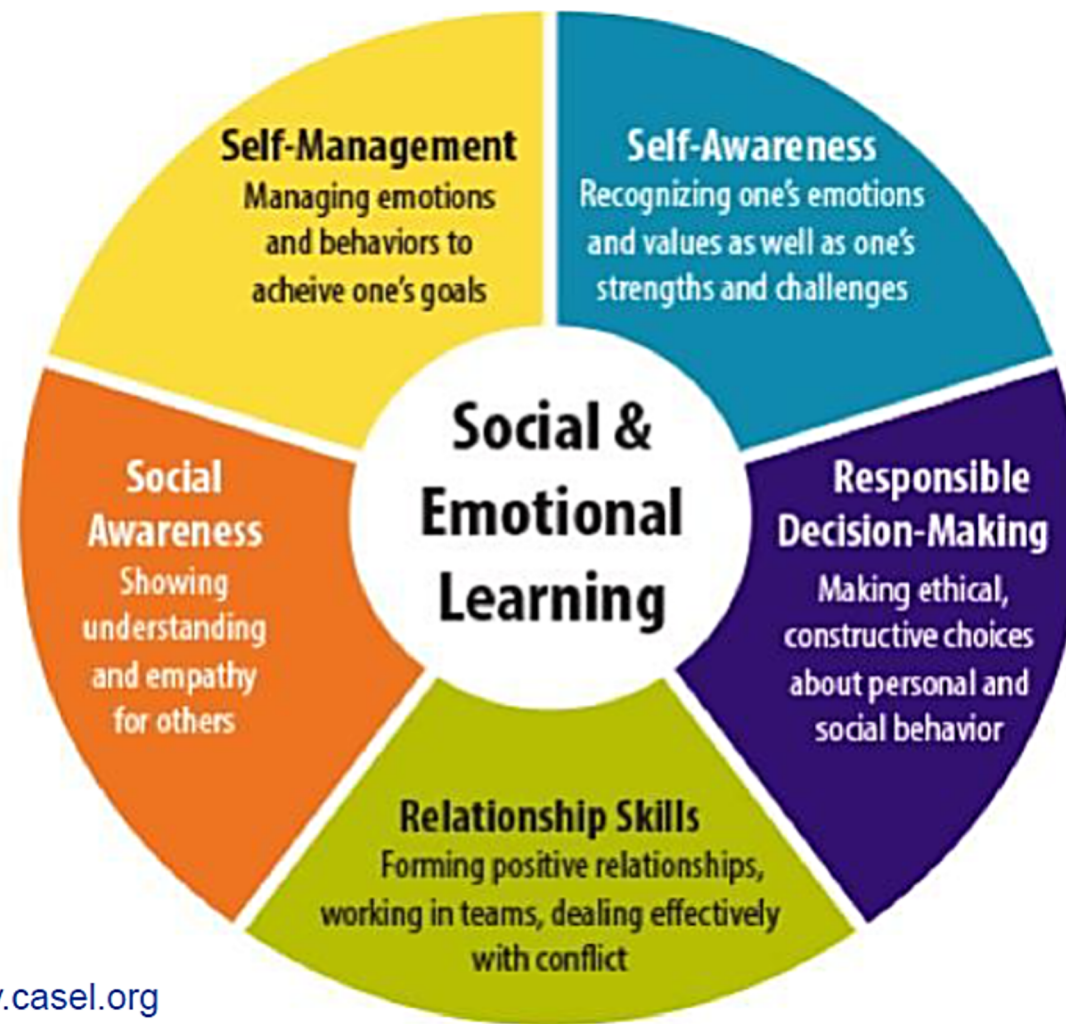 Self-Management
Managing emotions
and behaviors to
acheive one's goals
Self-Awareness
Recognizing one's emotions
and values as well as one's
strengths and challenges
Social &
Emotional
Learning
Social
Awareness
Showing
understanding
and empathy
for others
Responsible
Decision-Making
Making ethical,
constructive choices
about personal and
social behavior
Relationship Skills
Forming positive relationships,
working in teams, dealing effectively
with conflict
.casel.org